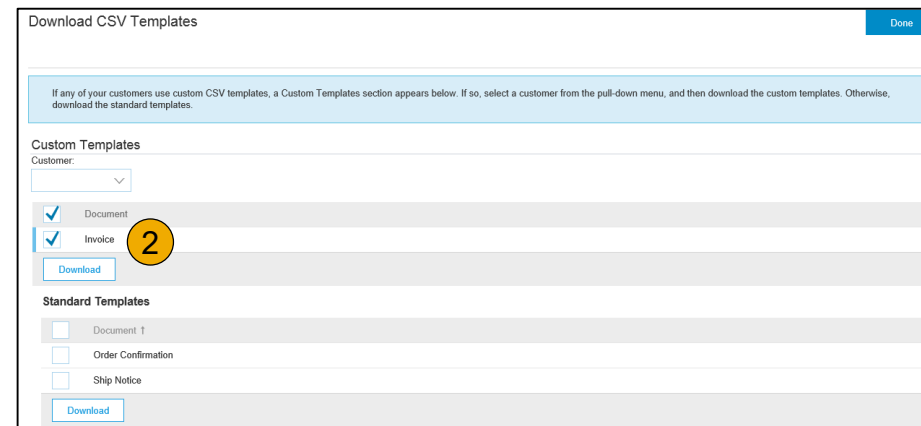 Download CSV Templates
Done
If any of your customers use custom CSV templates, a Custom Templates section appears below. If so, select a customer from the pull-down menu, and then download the custom templates. Otherwise,
download the standard templates.
Custom Templates
Customer:
Document
Invoice
2
Download
Standard Templates
Document ↑
Order Confirmation
Ship Notice
Download